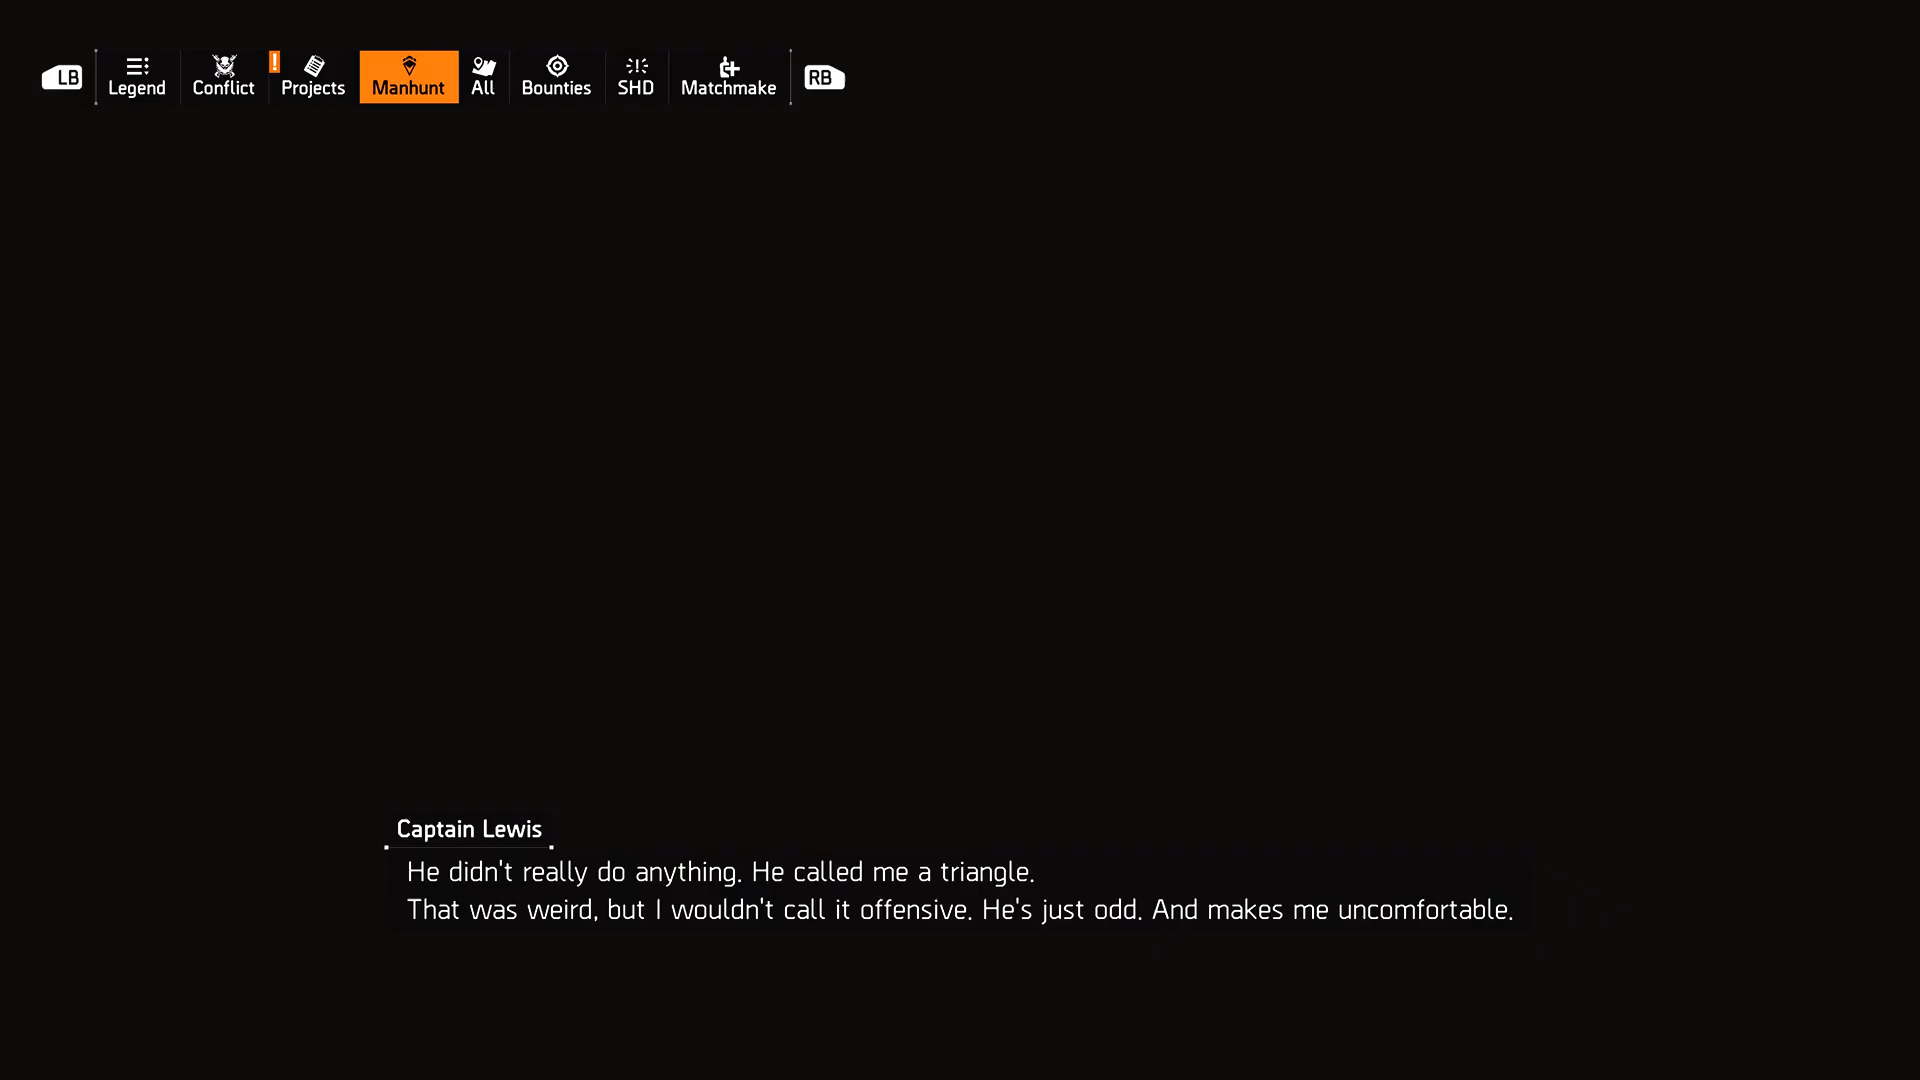 LB
Legend
Conflict
!
Projects
Manhunt
All
Bounties
SHD
Matchmake
RB
Captain Lewis
He didn't really do anything. He called me a triangle.
That was weird, but I wouldn't call it offensive. He's just odd. And makes me uncomfortable.